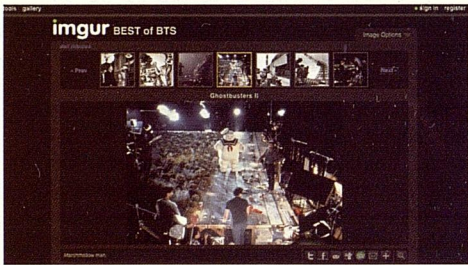 tools gallery
sign in register
imgur BEST of BTS
Image Options
« Prev
Next »
Ghostbusters II
Marshmallow man